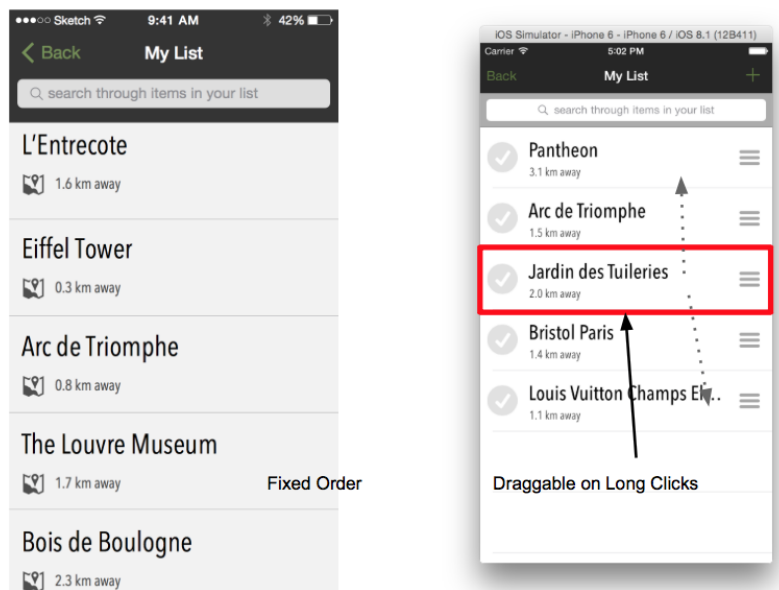 Sketch 9:41 AM 42%
Back My List
search through items in your list
L'Entrecote
1.6 km away
Eiffel Tower
0.3 km away
Arc de Triomphe
0.8 km away
The Louvre Museum
1.7 km away
Fixed Order
Bois de Boulogne
2.3 km away
iOS Simulator - iPhone 6 - iPhone 6 / iOS 8.1 (12B411)
Carrier 5:02 PM
Back My List +
search through items in your list
Pantheon
3.1 km away
Arc de Triomphe
1.5 km away
Jardin des Tuileries
2.0 km away
Bristol Paris
1.4 km away
Louis Vuitton Champs El...
1.1 km away
Draggable on Long Clicks